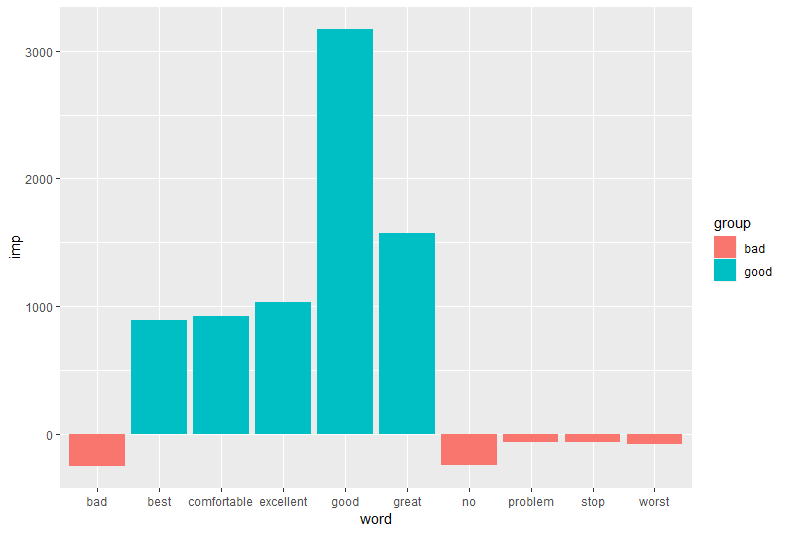 3000
2000
1000
0
imp
bad best comfortable excellent good great no problem stop worst
word
group
bad
good